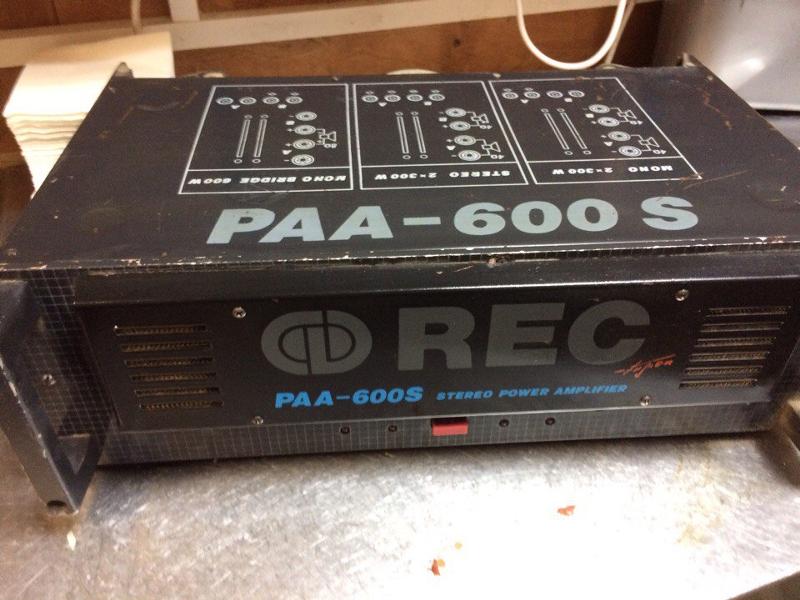 MONO BRIDGE 600 W
STEREO 2×300 W
MONO 2×300 W
PAA-600 S
REC
PAA-600S STEREO POWER AMPLIFIER